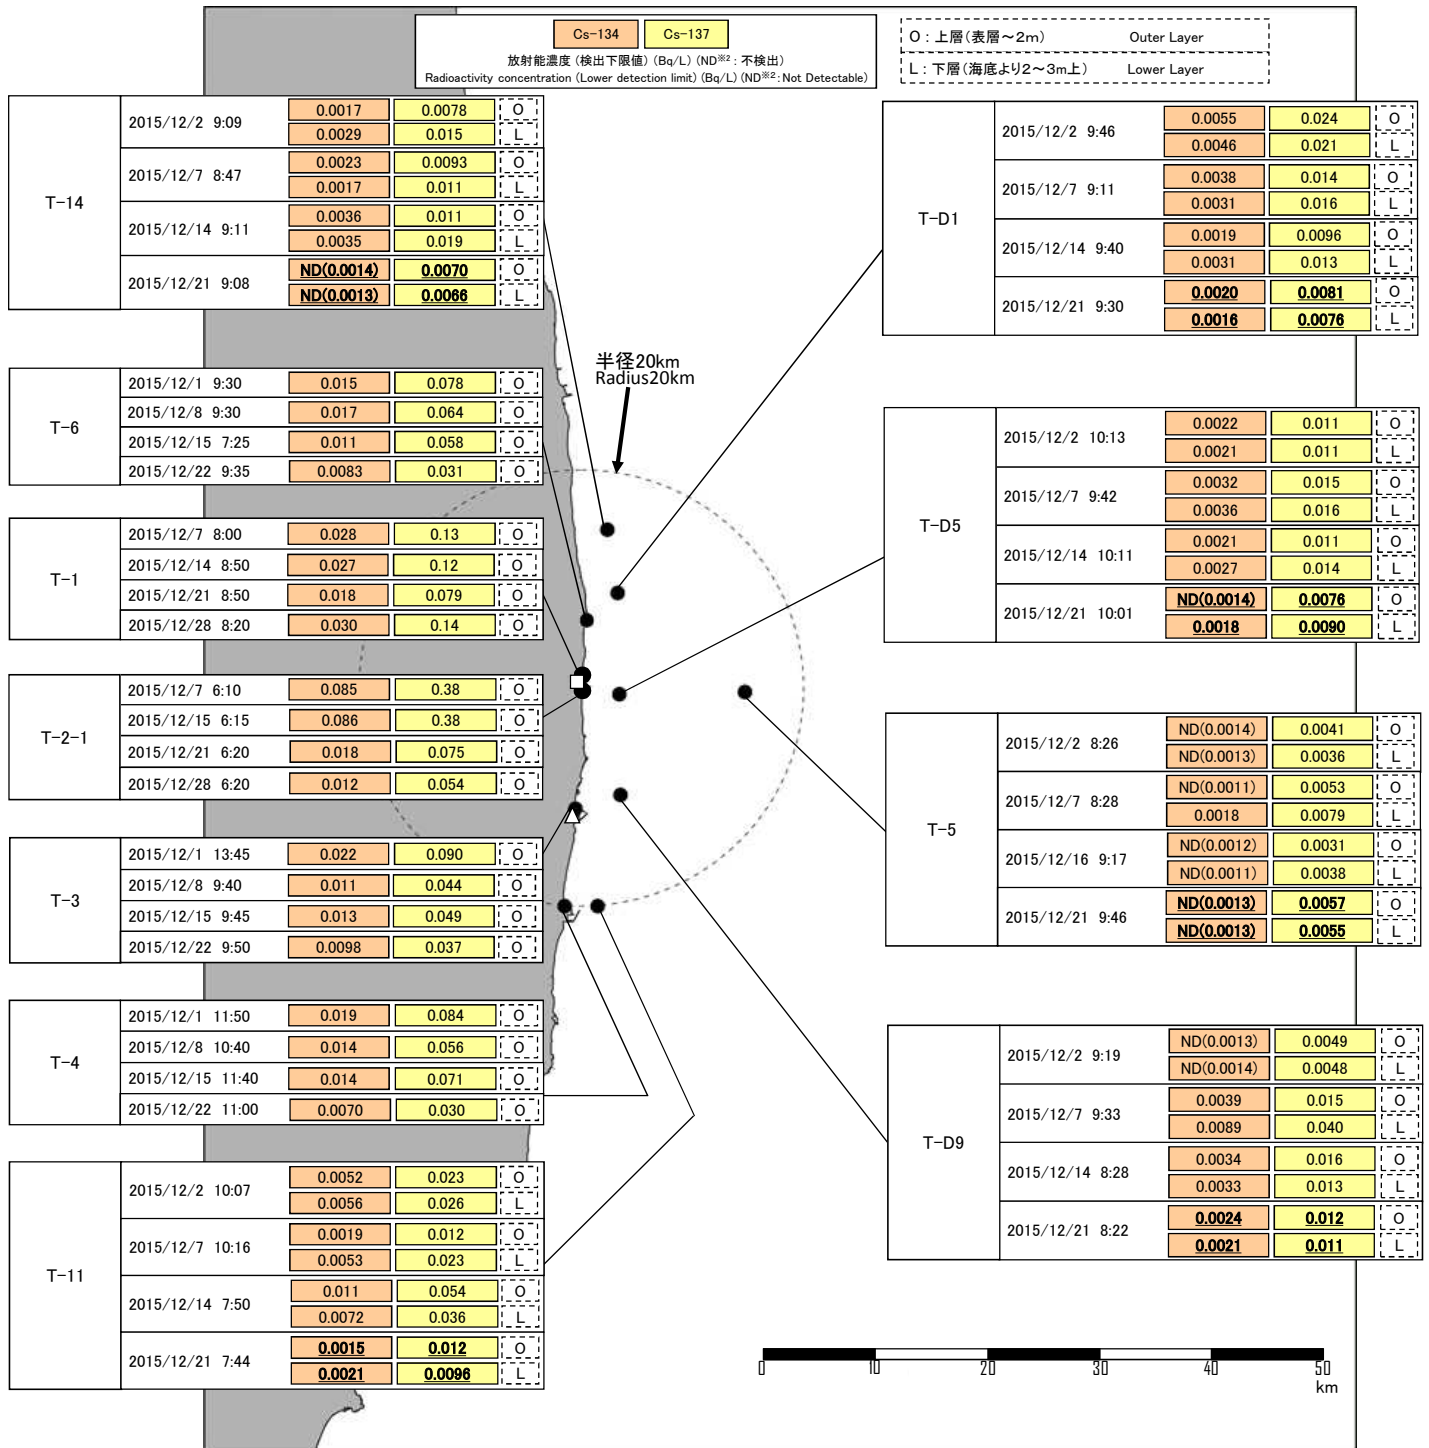 Cs-134 Cs-137
放射能濃度 (検出下限値) (Bq/L) (ND※2 : 不検出)
Radioactivity concentration (Lower detection limit) (Bq/L) (ND※2: Not Detectable)
O : 上層(表層～2m) Outer Layer
L : 下層(海底より2～3m上) Lower Layer
T-14
2015/12/2 9:09
0.0017 0.0078 O
0.0029 0.015 L
2015/12/7 8:47
0.0023 0.0093 O
0.0017 0.011 L
2015/12/14 9:11
0.0036 0.011 O
0.0035 0.019 L
2015/12/21 9:08
ND(0.0014) 0.0070 O
ND(0.0013) 0.0066 L
T-6
2015/12/1 9:30 0.015 0.078 O
2015/12/8 9:30 0.017 0.064 O
2015/12/15 7:25 0.011 0.058 O
2015/12/22 9:35 0.0083 0.031 O
T-1
2015/12/7 8:00 0.028 0.13 O
2015/12/14 8:50 0.027 0.12 O
2015/12/21 8:50 0.018 0.079 O
2015/12/28 8:20 0.030 0.14 O
T-2-1
2015/12/7 6:10 0.085 0.38 O
2015/12/15 6:15 0.086 0.38 O
2015/12/21 6:20 0.018 0.075 O
2015/12/28 6:20 0.012 0.054 O
T-3
2015/12/1 13:45 0.022 0.090 O
2015/12/8 9:40 0.011 0.044 O
2015/12/15 9:45 0.013 0.049 O
2015/12/22 9:50 0.0098 0.037 O
T-4
2015/12/1 11:50 0.019 0.084 O
2015/12/8 10:40 0.014 0.056 O
2015/12/15 11:40 0.014 0.071 O
2015/12/22 11:00 0.0070 0.030 O
T-11
2015/12/2 10:07
0.0052 0.023 O
0.0056 0.026 L
2015/12/7 10:16
0.0019 0.012 O
0.0053 0.023 L
2015/12/14 7:50
0.011 0.054 O
0.0072 0.036 L
2015/12/21 7:44
0.0015 0.012 O
0.0021 0.0096 L
半径20km
Radius20km
T-D1
2015/12/2 9:46
0.0055 0.024 O
0.0046 0.021 L
2015/12/7 9:11
0.0038 0.014 O
0.0031 0.016 L
2015/12/14 9:40
0.0019 0.0096 O
0.0031 0.013 L
2015/12/21 9:30
0.0020 0.0081 O
0.0016 0.0076 L
T-D5
2015/12/2 10:13
0.0022 0.011 O
0.0021 0.011 L
2015/12/7 9:42
0.0032 0.015 O
0.0036 0.016 L
2015/12/14 10:11
0.0021 0.011 O
0.0027 0.014 L
2015/12/21 10:01
ND(0.0014) 0.0076 O
0.0018 0.0090 L
T-5
2015/12/2 8:26
ND(0.0014) 0.0041 O
ND(0.0013) 0.0036 L
2015/12/7 8:28
ND(0.0011) 0.0053 O
0.0018 0.0079 L
2015/12/16 9:17
ND(0.0012) 0.0031 O
ND(0.0011) 0.0038 L
2015/12/21 9:46
ND(0.0013) 0.0057 O
ND(0.0013) 0.0055 L
T-D9
2015/12/2 9:19
ND(0.0013) 0.0049 O
ND(0.0014) 0.0048 L
2015/12/7 9:33
0.0039 0.015 O
0.0089 0.040 L
2015/12/14 8:28
0.0034 0.016 O
0.0033 0.013 L
2015/12/21 8:22
0.0024 0.012 O
0.0021 0.011 L
0 10 20 30 40 50
km